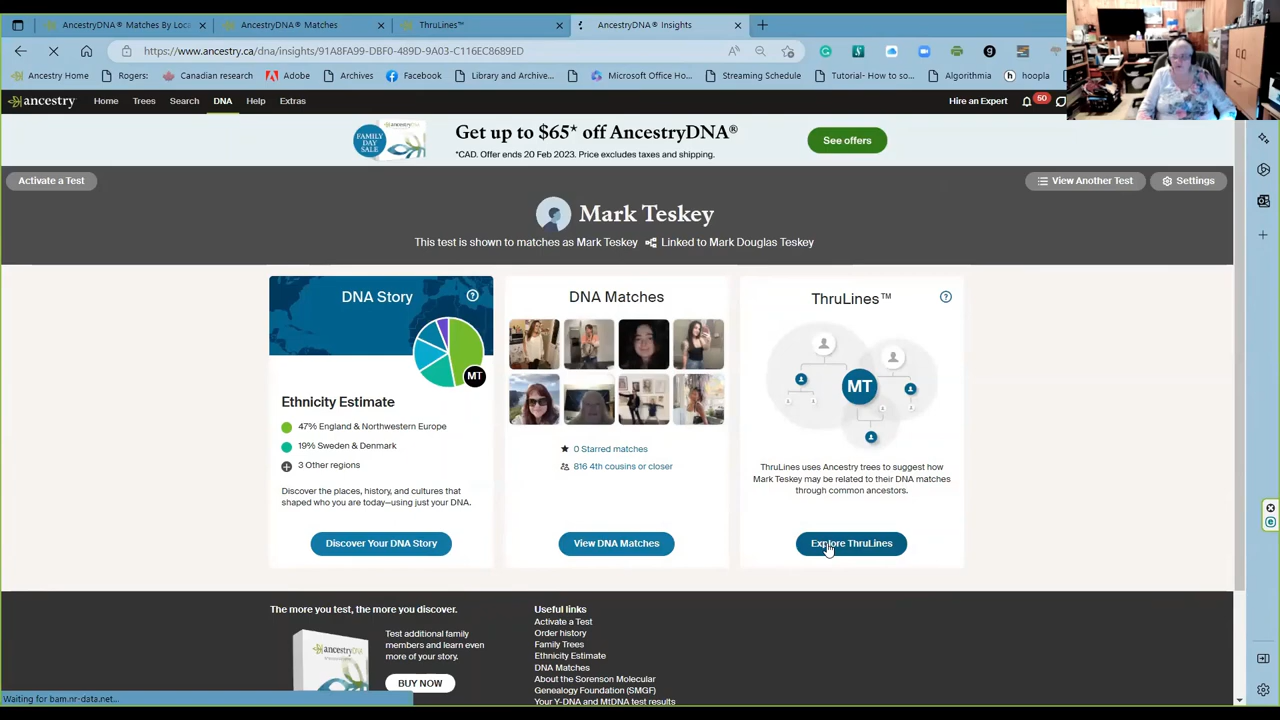 AncestryDNA® Matches By Loca
AncestryDNA® Matches
ThruLines™
AncestryDNA® Insights
https://www.ancestry.ca/dna/insights/91A8FA99-DBF0-489D-9A03-C116EC8689ED
Ancestry Home
Rogers:
Canadian research
Adobe
Archives
Facebook
Library and Archive...
Microsoft Office Ho...
Streaming Schedule
Tutorial- How to so...
Algorithmia
hoopla
ancestry
Home
Trees
Search
DNA
Help
Extras
Hire an Expert
50
FAMILY
DAY
SALE
Get up to $65* off AncestryDNA®
*CAD. Offer ends 20 Feb 2023. Price excludes taxes and shipping.
See offers
Activate a Test
View Another Test
Settings
Mark Teskey
This test is shown to matches as Mark Teskey
Linked to Mark Douglas Teskey
DNA Story
MT
Ethnicity Estimate
47% England & Northwestern Europe
19% Sweden & Denmark
3 Other regions
Discover the places, history, and cultures that
shaped who you are today—using just your DNA.
Discover Your DNA Story
DNA Matches
0 Starred matches
816 4th cousins or closer
View DNA Matches
ThruLines™
MT
ThruLines uses Ancestry trees to suggest how
Mark Teskey may be related to their DNA matches
through common ancestors.
Explore ThruLines
The more you test, the more you discover.
ancestryDNA
Test additional family
members and learn even
more of your story.
BUY NOW
Useful links
Activate a Test
Order history
Family Trees
Ethnicity Estimate
DNA Matches
About the Sorenson Molecular
Genealogy Foundation (SMGF)
Your Y-DNA and MtDNA test results
Waiting for bam.nr-data.net...